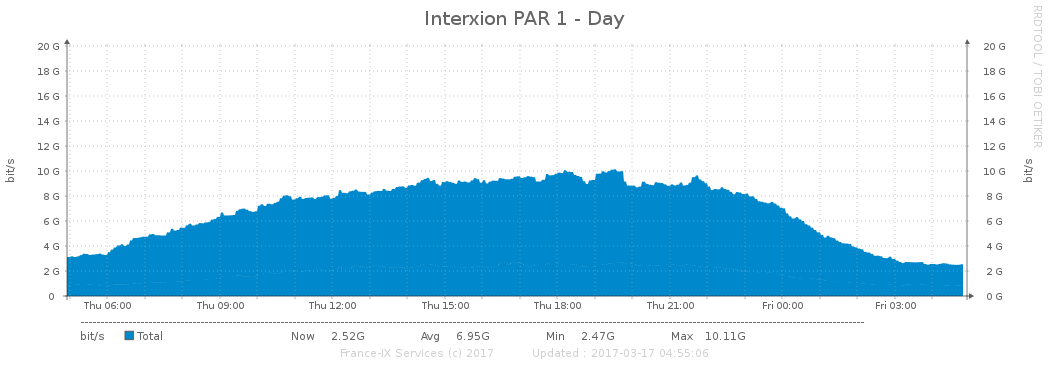 Interxion PAR 1 - Day
RRDTOOL / TOBI OETIKER
bit/s
bit/s
20 G 20 G
18 G 18 G
16 G 16 G
14 G 14 G
12 G 12 G
10 G 10 G
8 G 8 G
6 G 6 G
4 G 4 G
2 G 2 G
0 0 G
Thu 06:00 Thu 09:00 Thu 12:00 Thu 15:00 Thu 18:00 Thu 21:00 Fri 00:00 Fri 03:00
bit/s Total Now 2.52G Avg 6.95G Min 2.47G Max 10.11G
France-IX Services (c) 2017 Updated : 2017-03-17 04:55:06